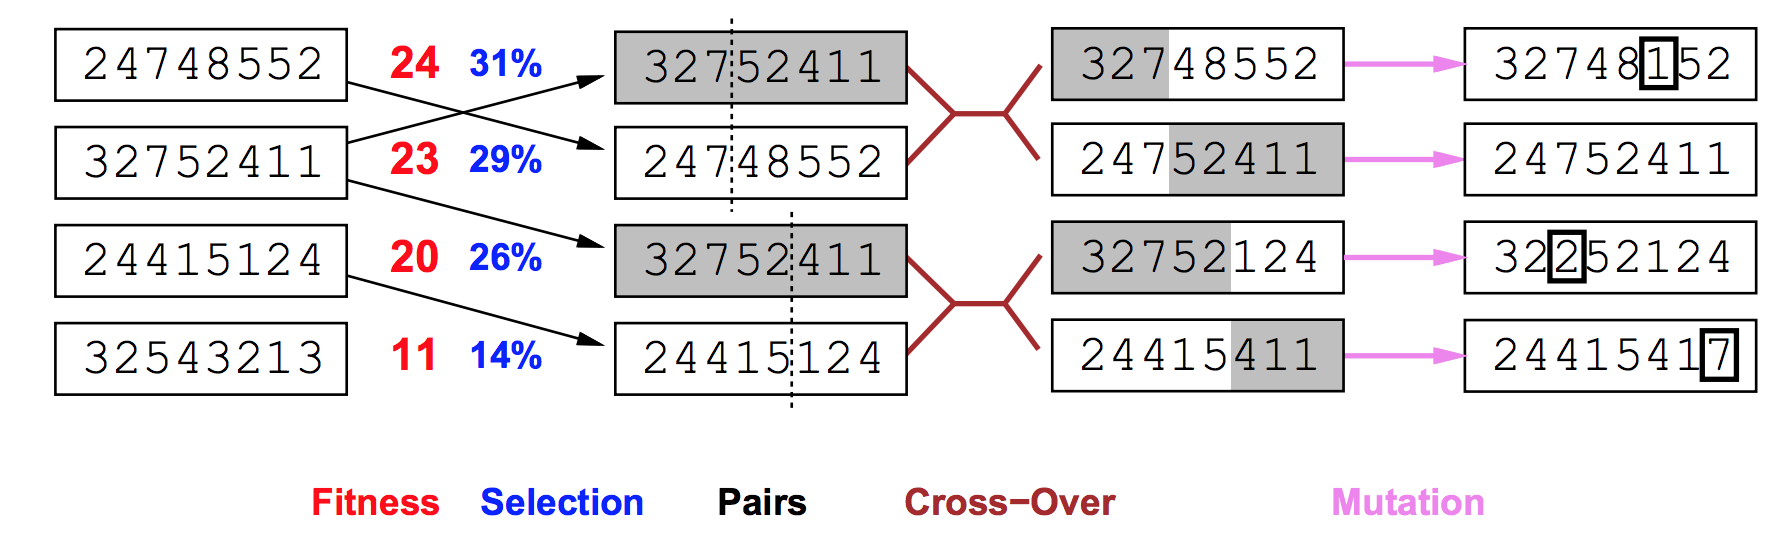 24748552 24 31% 32752411 32748552 32748152
32752411 23 29% 24748552 24752411 24752411
24415124 20 26% 32752411 32752124 32252124
32543213 11 14% 24415124 24415411 24415417
Fitness Selection Pairs Cross−Over Mutation